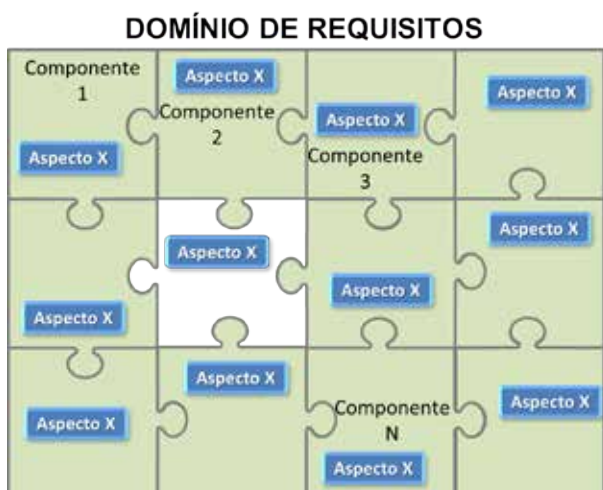 DOMÍNIO DE REQUISITOS
Componente
1
Aspecto X
Aspecto X
Componente
2
Aspecto X
Componente
3
Aspecto X
Aspecto X
Aspecto X
Aspecto X
Aspecto X
Aspecto X
Aspecto X
Componente
N
Aspecto X
Aspecto X